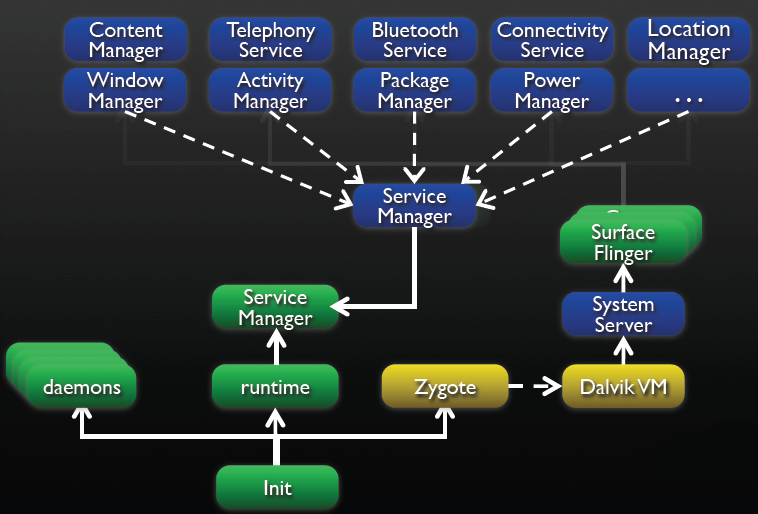 Content
Manager
Telephony
Service
Bluetooth
Service
Connectivity
Service
Location
Manager
Window
Manager
Activity
Manager
Package
Manager
Power
Manager
...
Service
Manager
Surface
Flinger
Service
Manager
System
Server
daemons
runtime
Zygote
Dalvik VM
Init